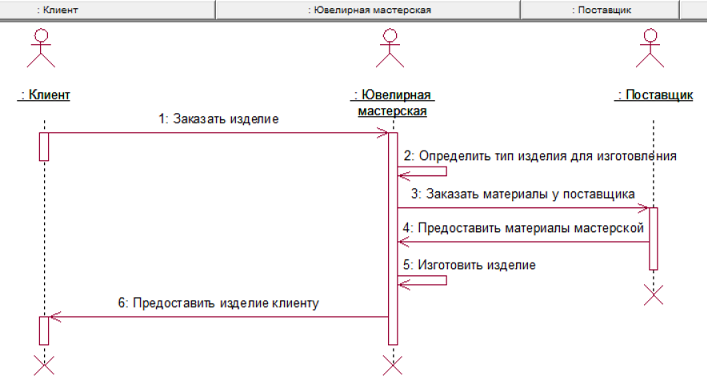 : Клиент : Ювелирная мастерская : Поставщик
: Клиент : Ювелирная мастерская : Поставщик
1: Заказать изделие
2: Определить тип изделия для изготовления
3: Заказать материалы у поставщика
4: Предоставить материалы мастерской
5: Изготовить изделие
6: Предоставить изделие клиенту